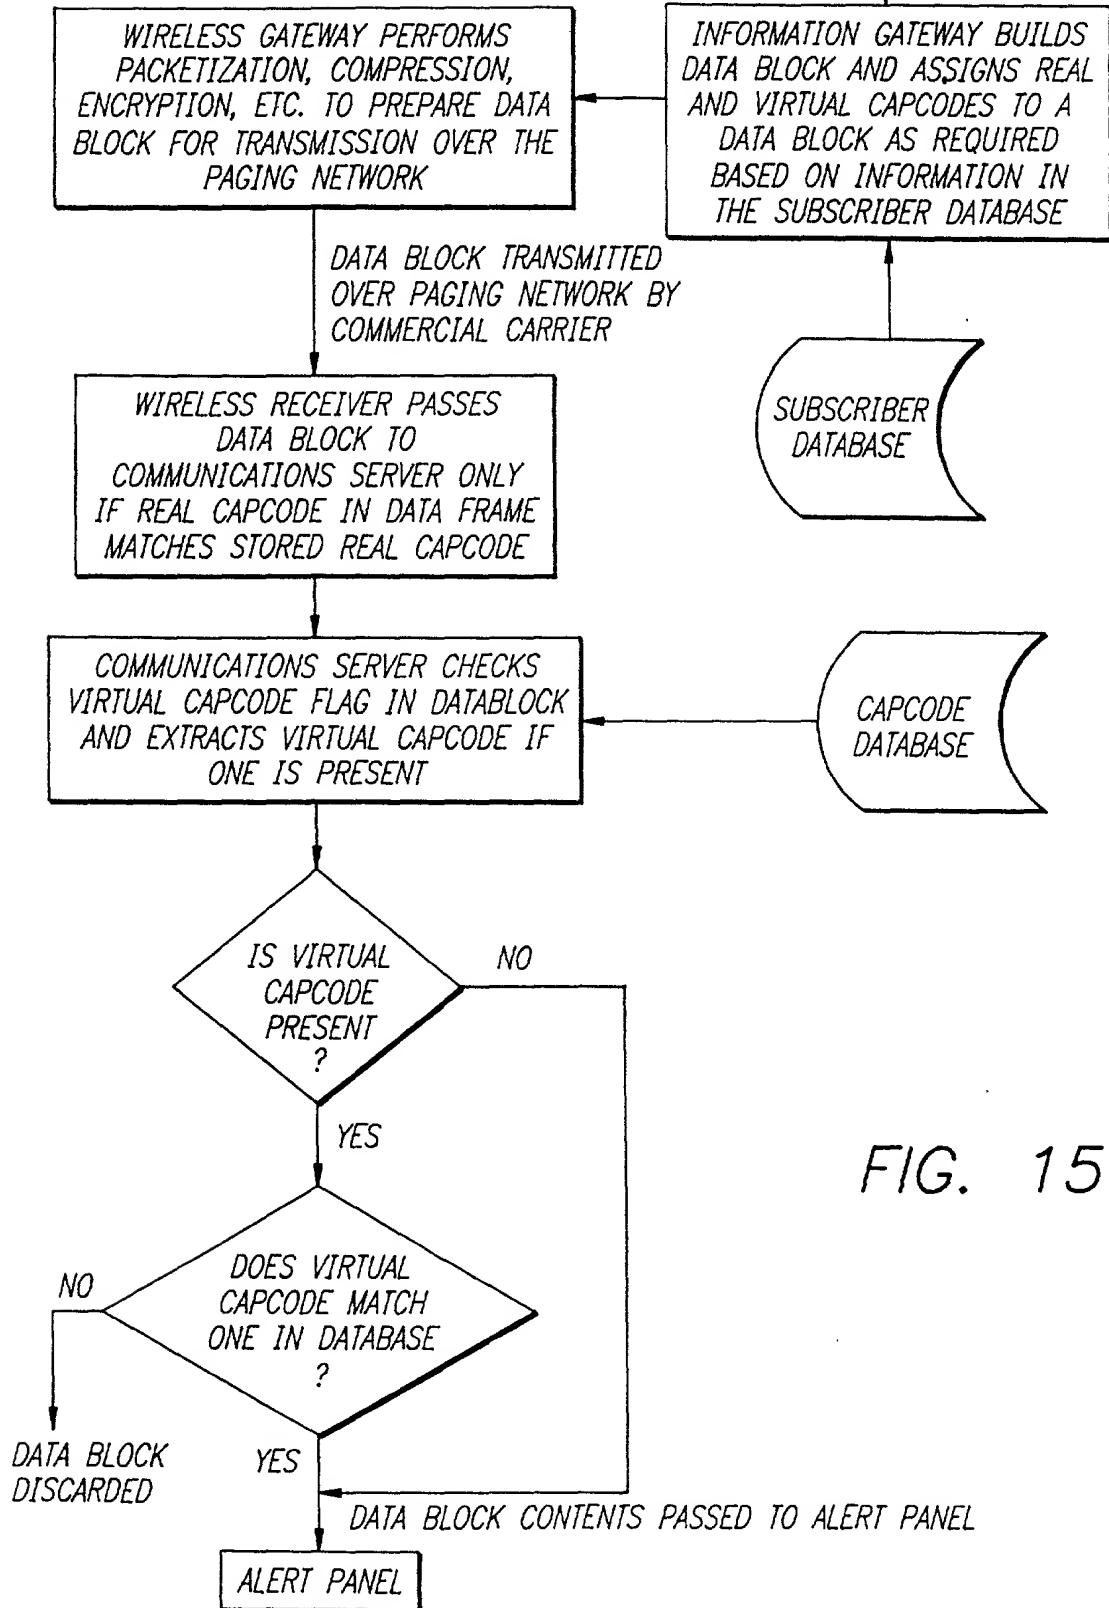 WIRELESS GATEWAY PERFORMS
PACKETIZATION, COMPRESSION,
ENCRYPTION, ETC. TO PREPARE DATA
BLOCK FOR TRANSMISSION OVER THE
PAGING NETWORK
INFORMATION GATEWAY BUILDS
DATA BLOCK AND ASSIGNS REAL
AND VIRTUAL CAPCODES TO A
DATA BLOCK AS REQUIRED
BASED ON INFORMATION IN
THE SUBSCRIBER DATABASE
DATA BLOCK TRANSMITTED
OVER PAGING NETWORK BY
COMMERCIAL CARRIER
SUBSCRIBER
DATABASE
WIRELESS RECEIVER PASSES
DATA BLOCK TO
COMMUNICATIONS SERVER ONLY
IF REAL CAPCODE IN DATA FRAME
MATCHES STORED REAL CAPCODE
COMMUNICATIONS SERVER CHECKS
VIRTUAL CAPCODE FLAG IN DATABLOCK
AND EXTRACTS VIRTUAL CAPCODE IF
ONE IS PRESENT
CAPCODE
DATABASE
IS VIRTUAL
CAPCODE
PRESENT
?
NO
YES
DOES VIRTUAL
CAPCODE MATCH
ONE IN DATABASE
?
NO
DATA BLOCK
DISCARDED
YES
DATA BLOCK CONTENTS PASSED TO ALERT PANEL
ALERT PANEL
FIG. 15